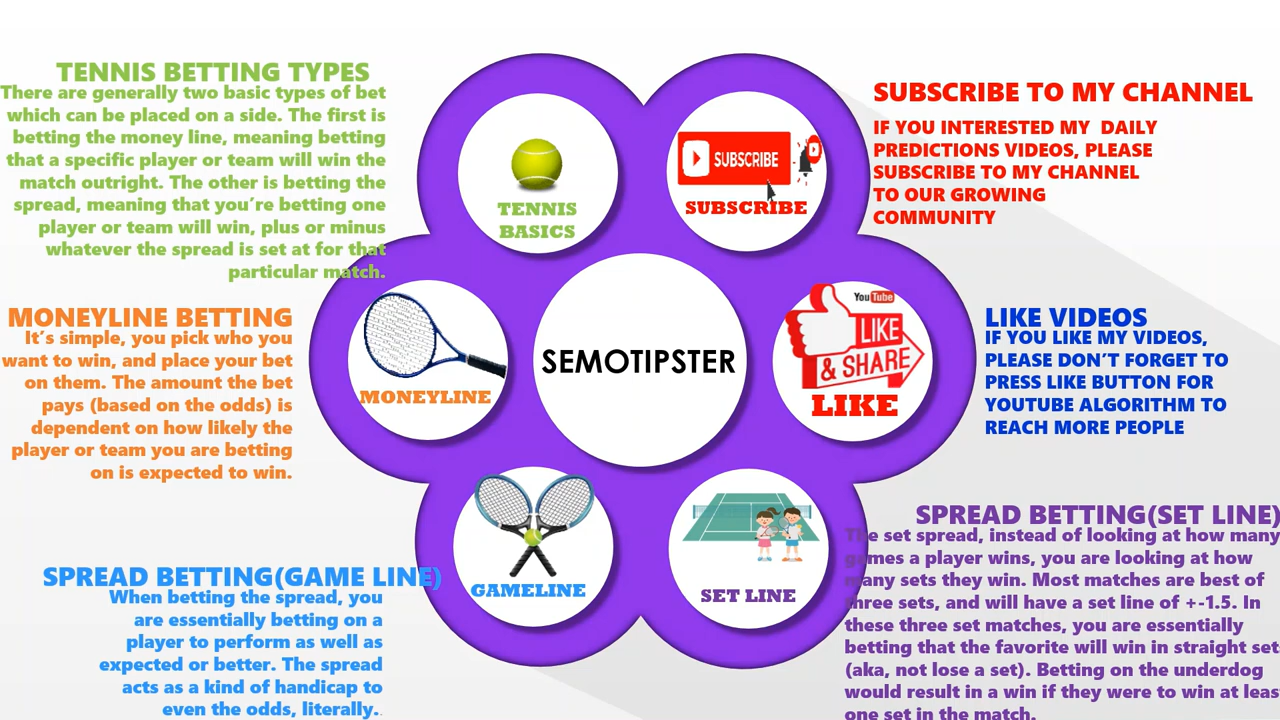 TENNIS BETTING TYPES
There are generally two basic types of bet
which can be placed on a side. The first is
betting the money line, meaning betting
that a specific player or team will win the
match outright. The other is betting the
spread, meaning that you're betting one
player or team will win, plus or minus
whatever the spread is set at for that
particular match.
MONEYLINE BETTING
It's simple, you pick who you
want to win, and place your bet
on them. The amount the bet
pays (based on the odds) is
dependent on how likely the
player or team you are betting
on is expected to win.
SPREAD BETTING(GAME LINE)
When betting the spread, you
are essentially betting on a
player to perform as well as
expected or better. The spread
acts as a kind of handicap to
even the odds, literally..
TENNIS
BASICS
SUBSCRIBE
SUBSCRIBE
MONEYLINE
SEMOTIPSTER
YouTube
LIKE
& SHARE
LIKE
GAMELINE
SET LINE
SUBSCRIBE TO MY CHANNEL
IF YOU INTERESTED MY DAILY
PREDICTIONS VIDEOS, PLEASE
SUBSCRIBE TO MY CHANNEL
TO OUR GROWING
COMMUNITY
LIKE VIDEOS
IF YOU LIKE MY VIDEOS,
PLEASE DON'T FORGET TO
PRESS LIKE BUTTON FOR
YOUTUBE ALGORITHM TO
REACH MORE PEOPLE
SPREAD BETTING(SET LINE)
The set spread, instead of looking at how many
games a player wins, you are looking at how
many sets they win. Most matches are best of
three sets, and will have a set line of +-1.5. In
these three set matches, you are essentially
betting that the favorite will win in straight set
(aka, not lose a set). Betting on the underdog
would result in a win if they were to win at leas
one set in the match.